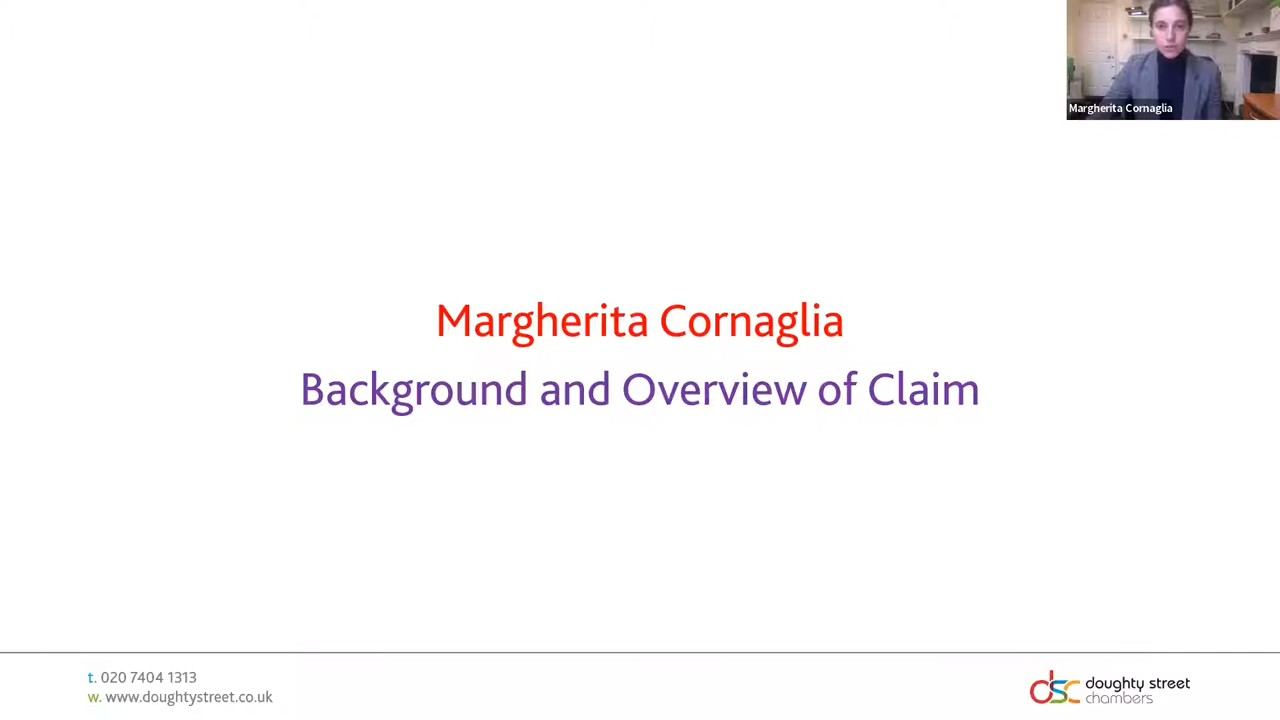 Margherita Cornaglia
Margherita Cornaglia
Background and Overview of Claim
t. 020 7404 1313
w. www.doughtystreet.co.uk
dsc doughty street
chambers